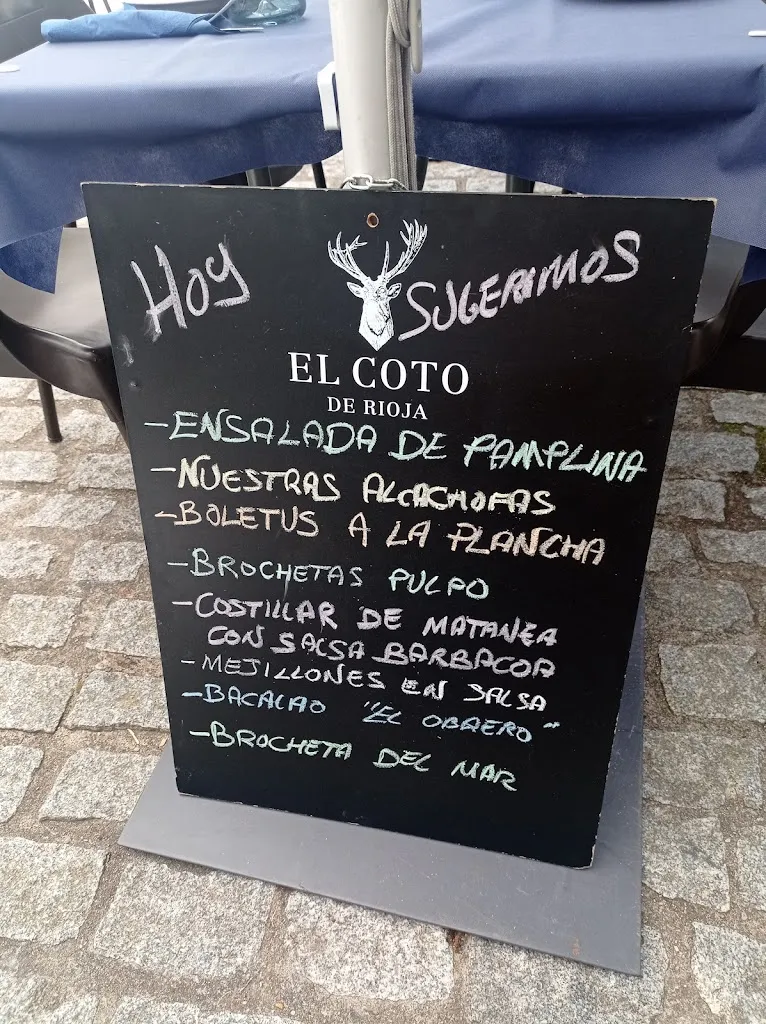 HOY SUGERIMOS
EL COTO
DE RIOJA
-ENSALADA DE PAMPLINA
-NUESTRAS ALCACHOFAS
-BOLETUS A LA PLANCHA
-BROCHETAS PULPO
-COSTILLAR DE MATANEA
CON SALSA BARBACOA
-MEJILLONES EN SALSA
-BACALAO "EL OBRERO"
-BROCHETA DEL MAR